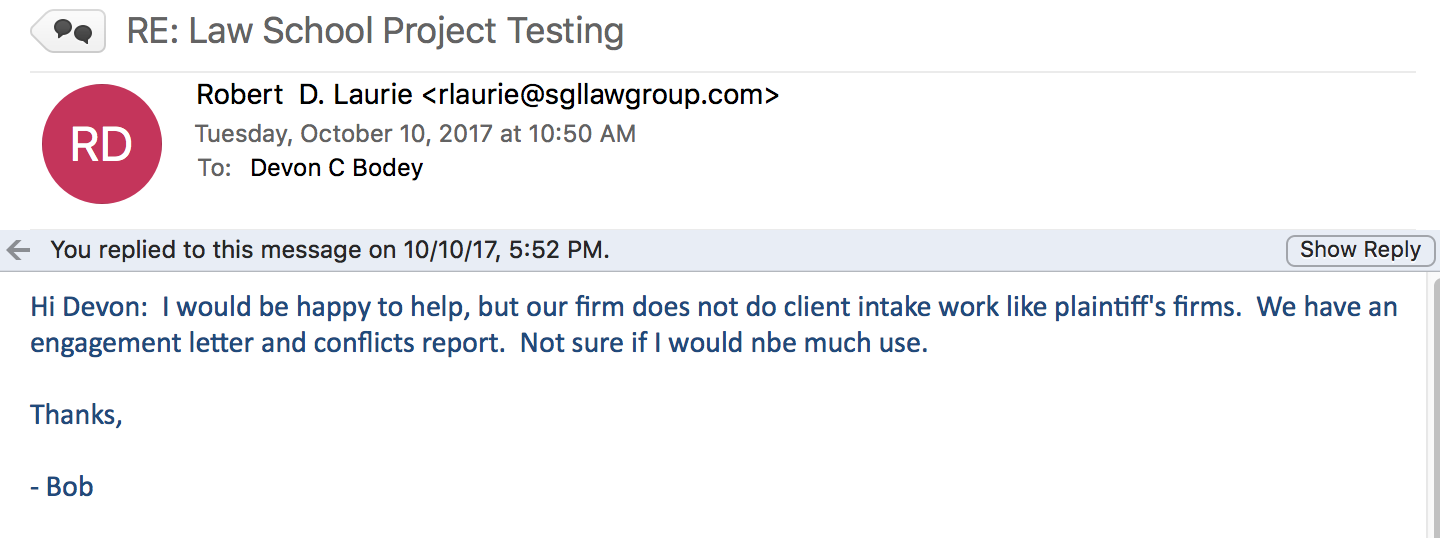 RE: Law School Project Testing
Robert  D. Laurie <rlaurie@sgllawgroup.com>
RD
Tuesday, October 10, 2017 at 10:50 AM
To: Devon C Bodey
You replied to this message on 10/10/17, 5:52 PM.
Show Reply
Hi Devon:  I would be happy to help, but our firm does not do client intake work like plaintiff's firms.  We have an
engagement letter and conflicts report.  Not sure if I would nbe much use.
Thanks,
- Bob